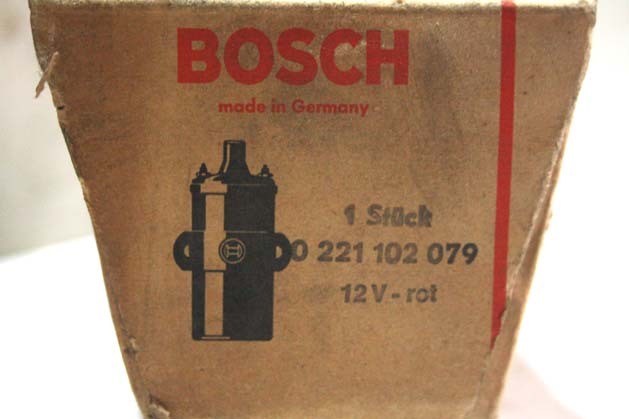 BOSCH
made in Germany
1 Stück
0 221 102 079
12 V - rot